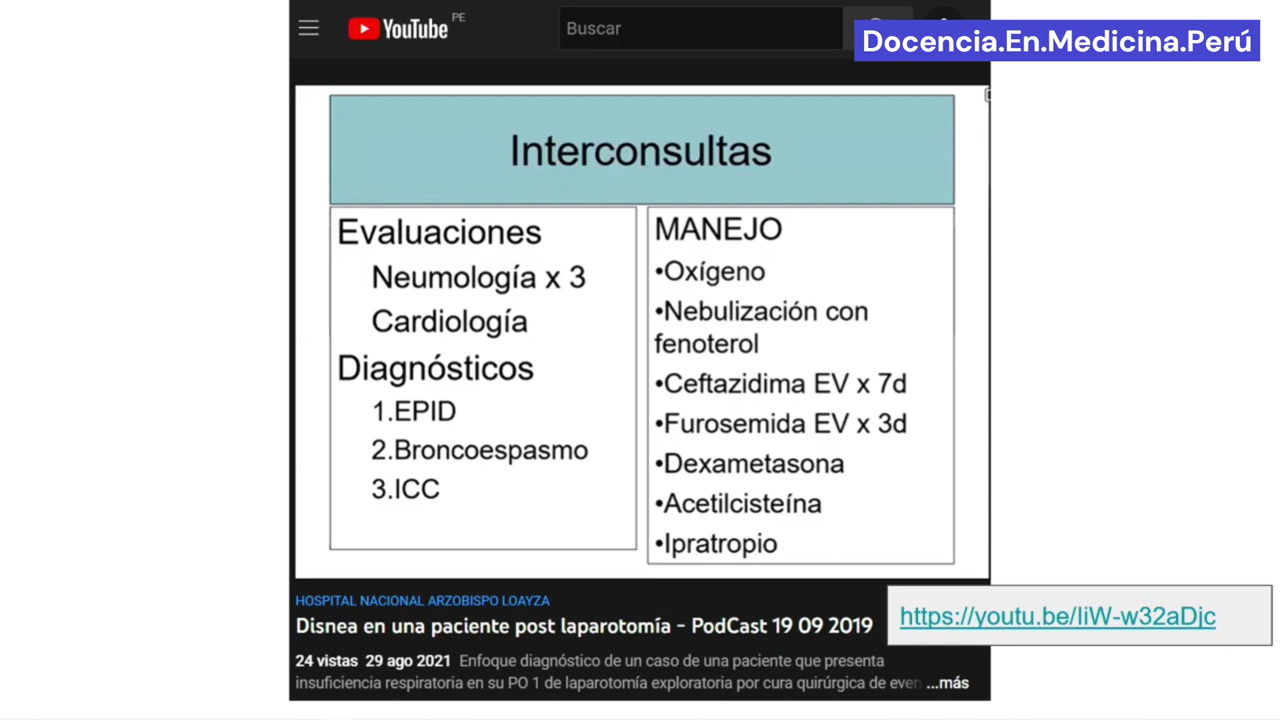 YouTube PE
Buscar
Docencia.En.Medicina.Perú
Interconsultas
Evaluaciones
Neumología x 3
Cardiología
Diagnósticos
1.EPID
2.Broncoespasmo
3.ICC
MANEJO
•Oxígeno
•Nebulización con
fenoterol
•Ceftazidima EV x 7d
•Furosemida EV x 3d
•Dexametasona
•Acetilcisteína
•Ipratropio
HOSPITAL NACIONAL ARZOBISPO LOAYZA
Disnea en una paciente post laparotomía - PodCast 19 09 2019
https://youtu.be/IiW-w32aDjc
24 vistas 29 ago 2021 Enfoque diagnóstico de un caso de una paciente que presenta
insuficiencia respiratoria en su PO 1 de laparotomía exploratoria por cura quirúrgica de even ...más